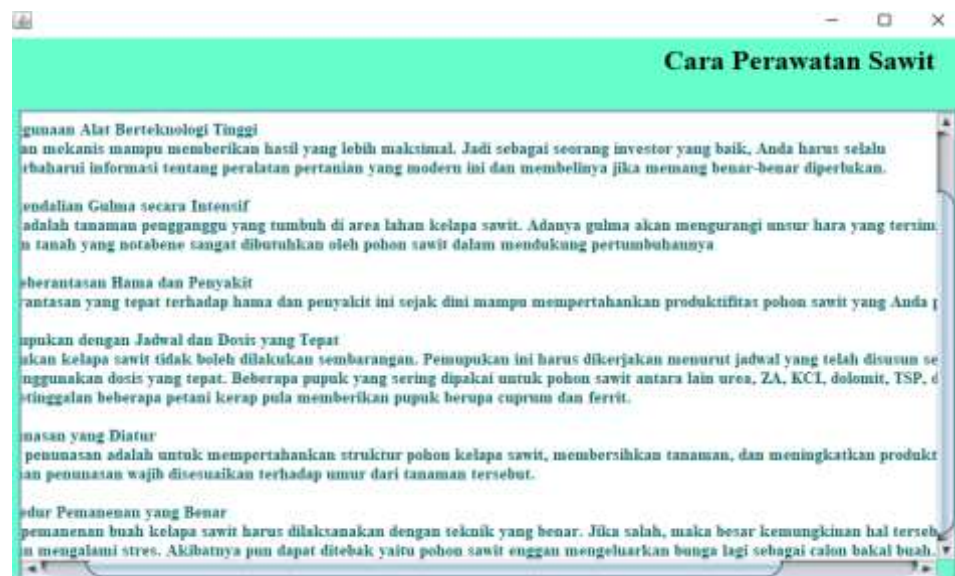 Cara Perawatan Sawit
gunaan Alat Berteknologi Tinggi
an mekanis mampu memberikan hasil yang lebih maksimal. Jadi sebagai seorang investor yang baik, Anda harus selalu
rbaharui informasi tentang peralatan pertanian yang modern ini dan membelinya jika memang benar-benar diperlukan.
endalian Gulma secara Intensif
adalah tanaman pengganggu yang tumbuh di area lahan kelapa sawit. Adanya gulma akan mengurangi unsur hara yang tersim
n tanah yang notabene sangat dibutuhkan oleh pohon sawit dalam mendukung pertumbuhannya
eberantasan Hama dan Penyakit
rantasan yang tepat terhadap hama dan penyakit ini sejak dini mampu mempertahankan produktifitas pohon sawit yang Anda
upukan dengan Jadwal dan Dosis yang Tepat
ukan kelapa sawit tidak boleh dilakukan sembarangan. Pemupukan ini harus dikerjakan menurut jadwal yang telah disusun se
nggunakan dosis yang tepat. Beberapa pupuk yang sering dipakai untuk pohon sawit antara lain urea, ZA, KCL, dolomit, TSP, d
etinggalan beberapa petani kerap pula memberikan pupuk berupa cuprum dan ferrit.
nasan yang Diatur
penunasan adalah untuk mempertahankan struktur pohon kelapa sawit, membersihkan tanaman, dan meningkatkan produkt
an penunasan wajib disesuaikan terhadap umur dari tanaman tersebut.
edur Pemanenan yang Benar
pemanenan buah kelapa sawit harus dilaksanakan dengan teknik yang benar. Jika salah, maka besar kemungkinan hal terseb
n mengalami stres. Akibatnya pun dapat ditebak yaitu pohon sawit enggan mengeluarkan bunga lagi sebagai calon bakal buah.